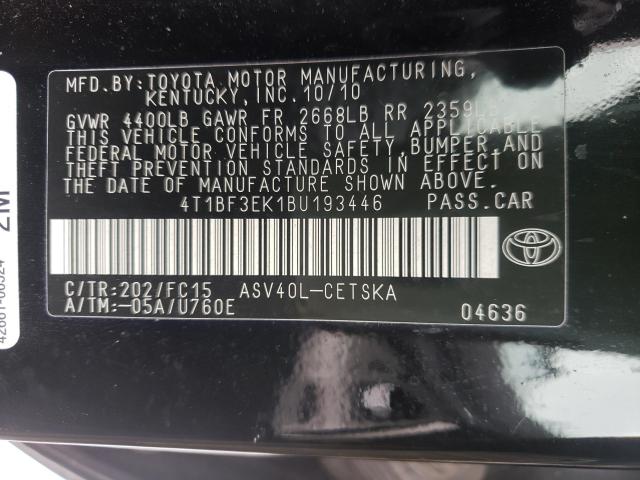 MFD.BY:TOYOTA MOTOR MANUFACTURING,
KENTUCKY,INC.10/10
GVWR 4400LB GAWR FR 2668LB RR 2359LB
THIS VEHICLE CONFORMS TO ALL APPLICABLE
FEDERAL MOTOR VEHICLE SAFETY,BUMPER,AND
THEFT PREVENTION STANDARDS IN EFFECT ON
THE DATE OF MANUFACTURE SHOWN ABOVE.
4T1BF3EK1BU193446 PASS.CAR
C/TR:202/FC15 ASV40L-CETSKA
A/TM:-05A/U760E 04636
2M